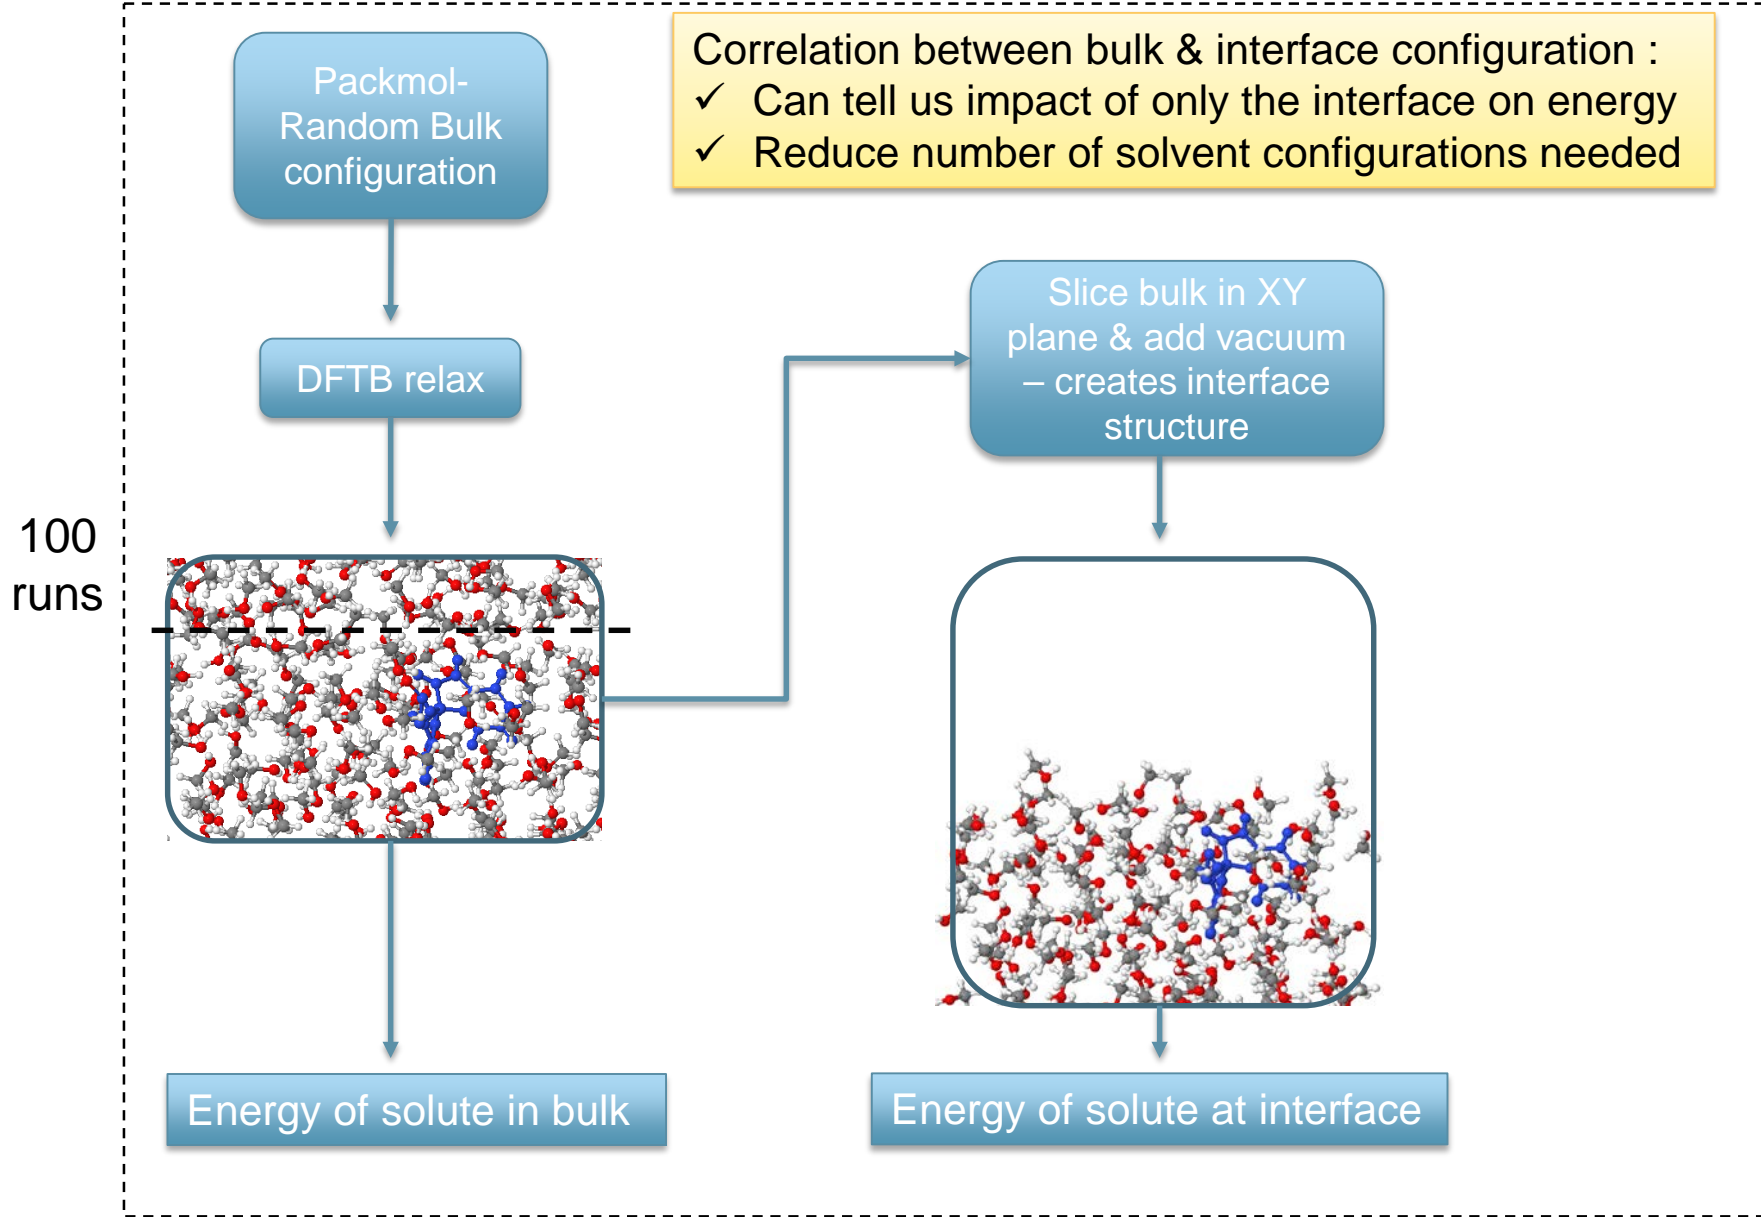 Correlation between bulk & interface configuration :
✓ Can tell us impact of only the interface on energy
✓ Reduce number of solvent configurations needed
Packmol-
Random Bulk
configuration
DFTB relax
Slice bulk in XY
plane & add vacuum
– creates interface
structure
100
runs
Energy of solute in bulk
Energy of solute at interface